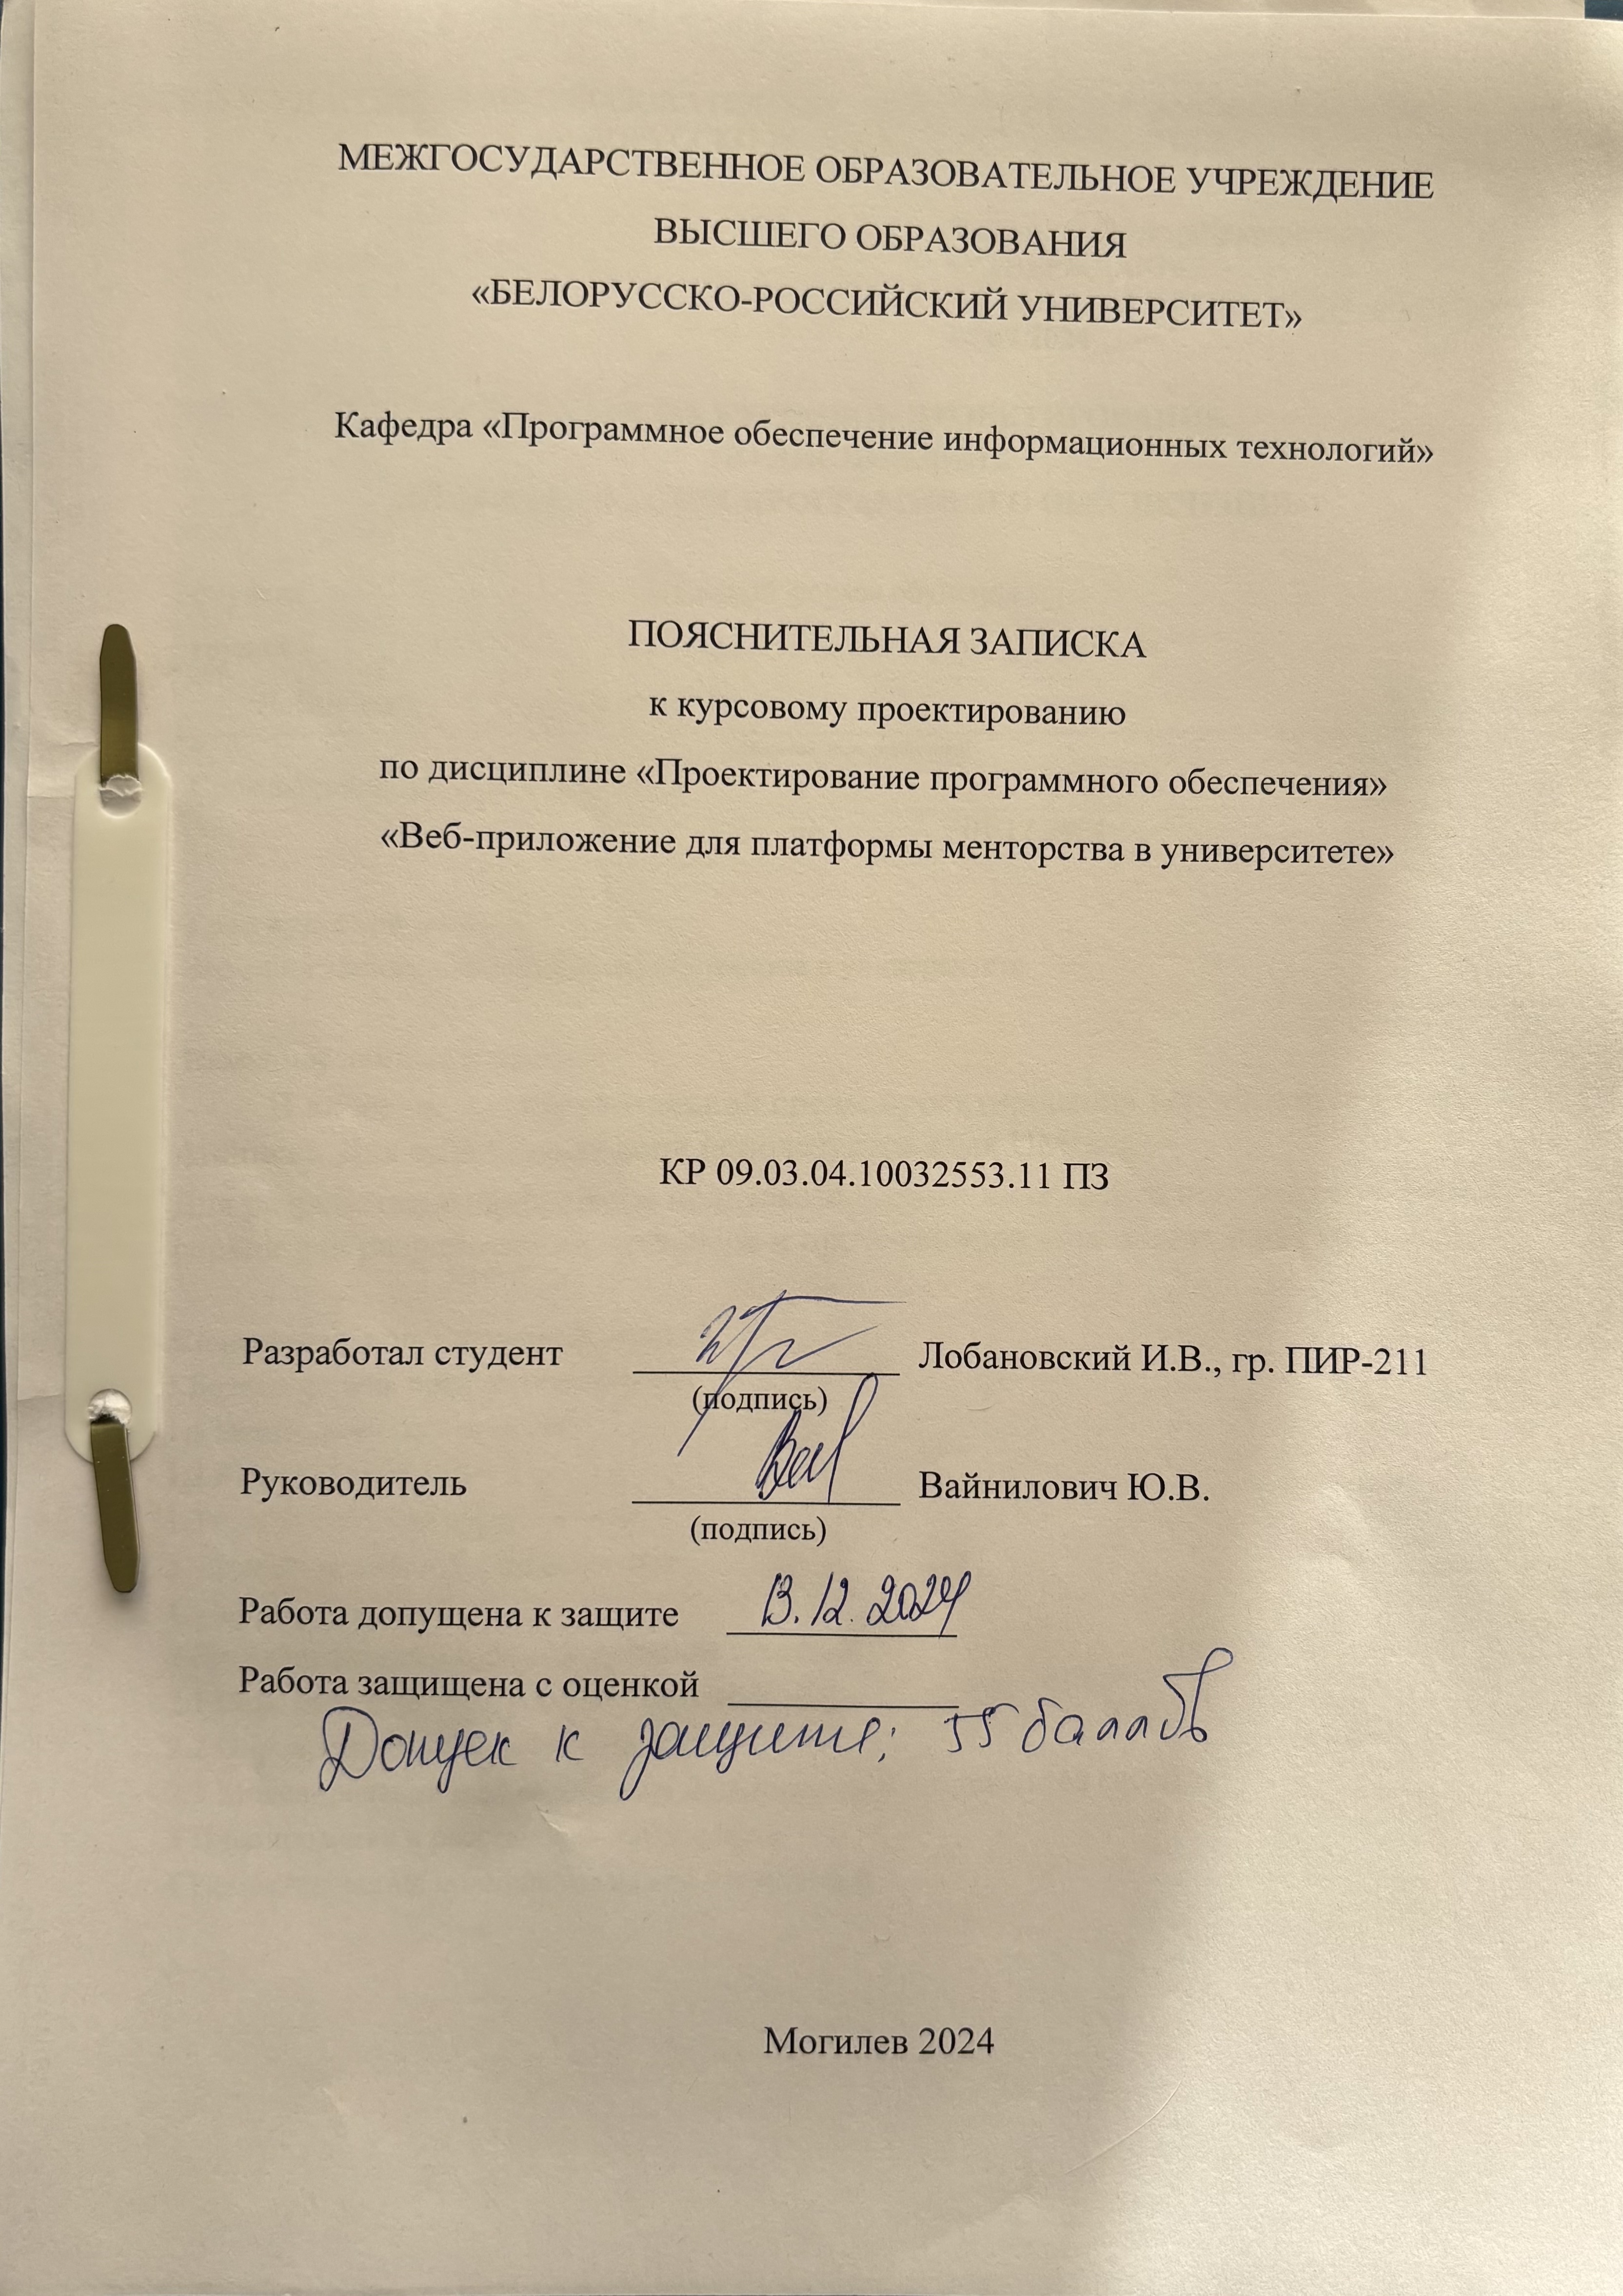 МЕЖГОСУДАРСТВЕННОЕ ОБРАЗОВАТЕЛЬНОЕ УЧРЕЖДЕНИЕ
ВЫСШЕГО ОБРАЗОВАНИЯ
«БЕЛОРУССКО-РОССИЙСКИЙ УНИВЕРСИТЕТ»
Кафедра «Программное обеспечение информационных технологий»
ПОЯСНИТЕЛЬНАЯ ЗАПИСКА
к курсовому проектированию
по дисциплине «Проектирование программного обеспечения»
«Веб-приложение для платформы менторства в университете»
КР 09.03.04.10032553.11 ПЗ
Разработал студент Лобановский И.В., гр. ПИР-211
(подпись)
Руководитель Вайнилович Ю.В.
(подпись)
Работа допущена к защите 13.12.2024
Работа защищена с оценкой
Допуск к защите: 55 баллов
Могилев 2024